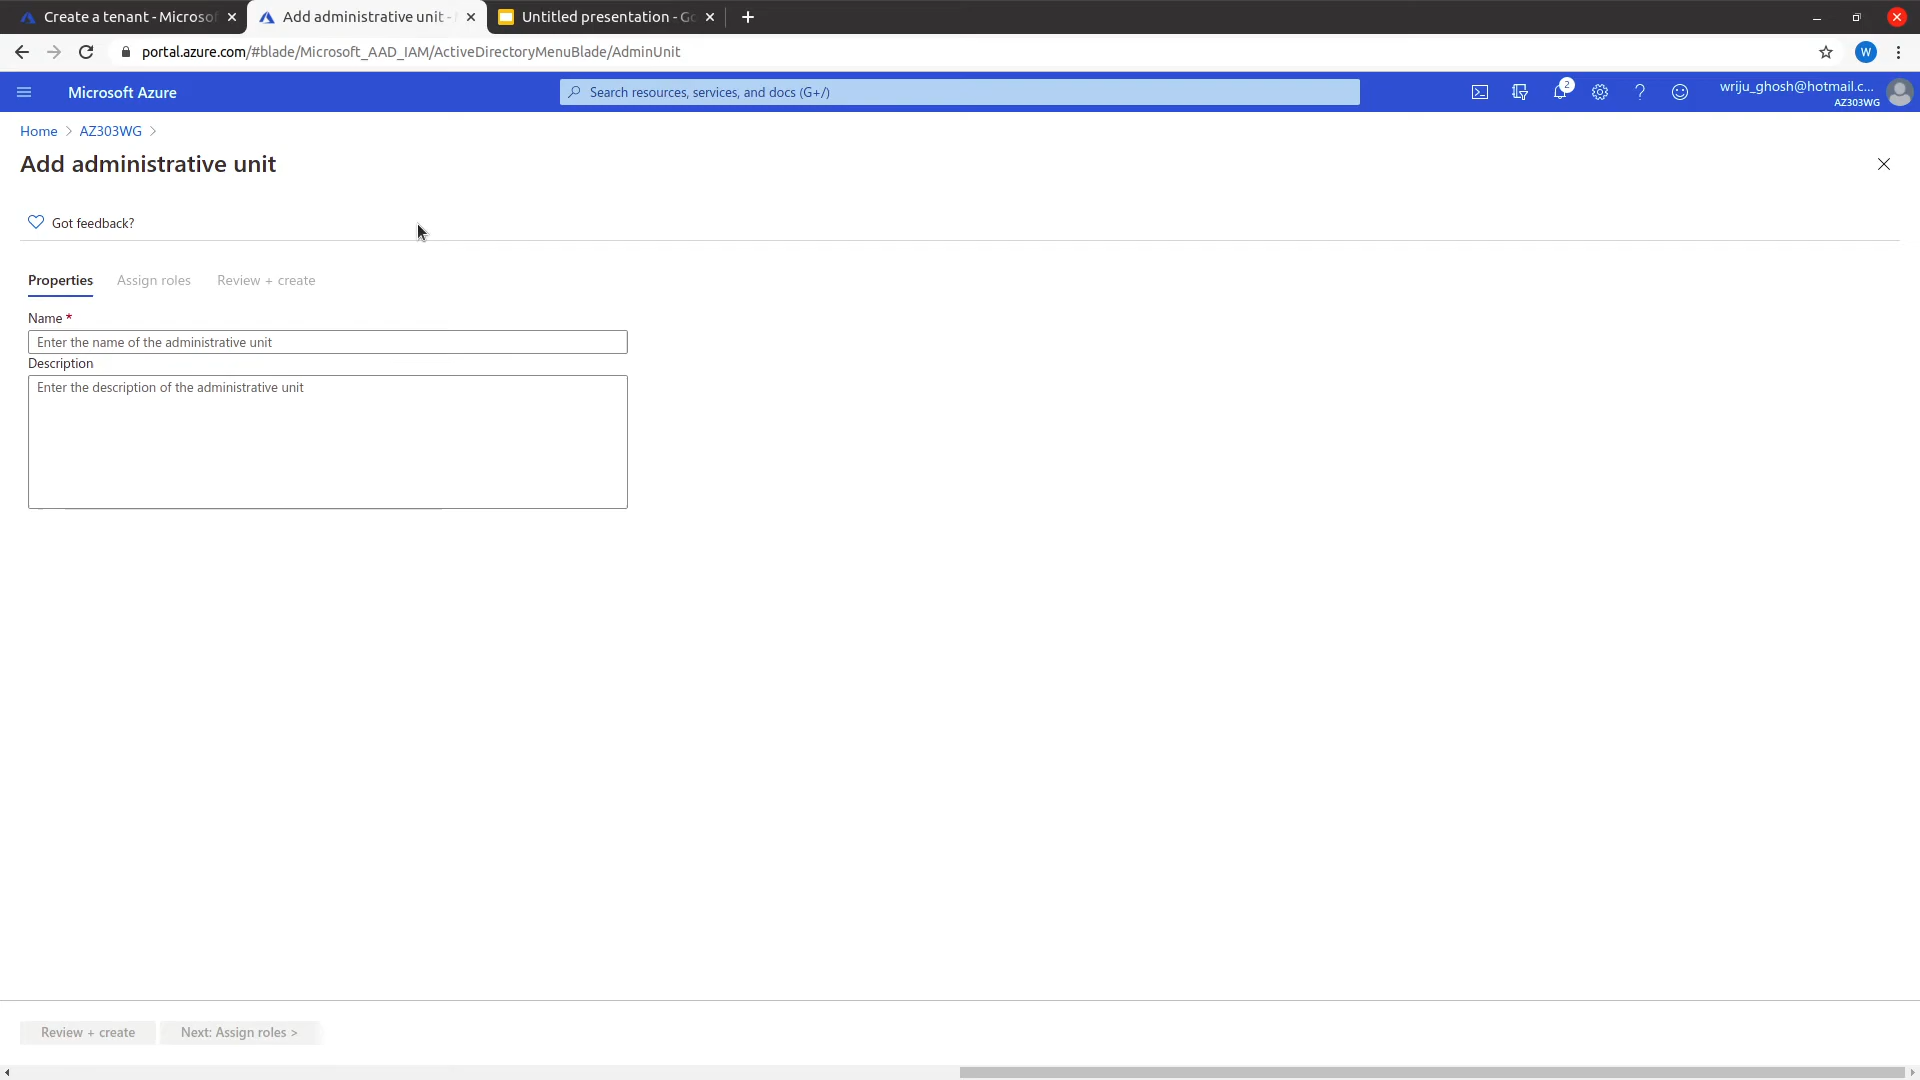 Create a tenant - Microsof
Add administrative unit -
Untitled presentation - Go
portal.azure.com/#blade/Microsoft_AAD_IAM/ActiveDirectoryMenuBlade/AdminUnit
W
Microsoft Azure
Search resources, services, and docs (G+/)
2
wriju_ghosh@hotmail.c...
AZ303WG
Home > AZ303WG >
Add administrative unit
Got feedback?
Properties Assign roles Review + create
Name *
Enter the name of the administrative unit
Description
Enter the description of the administrative unit
Review + create Next: Assign roles >